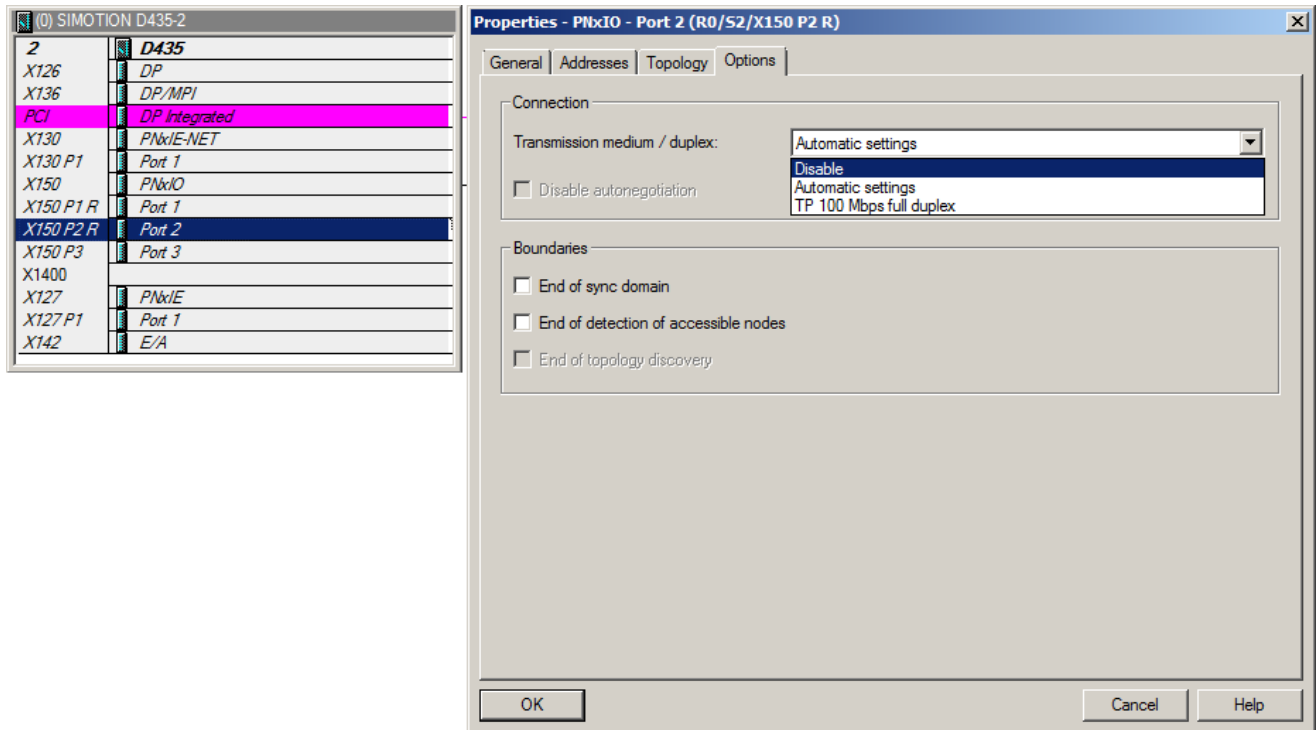 (0) SIMOTION D435-2
2 D435
X126 DP
X136 DP/MPI
PCI DP Integrated
X130 PNxIE-NET
X130 P1 Port 1
X150 PNxIO
X150 P1 R Port 1
X150 P2 R Port 2
X150 P3 Port 3
X1400
X127 PNxIE
X127 P1 Port 1
X142 E/A
Properties - PNxIO - Port 2 (R0/S2/X150 P2 R)
General Addresses Topology Options
Connection
Transmission medium / duplex: Automatic settings
Disable
Automatic settings
TP 100 Mbps full duplex
Disable autonegotiation
Boundaries
End of sync domain
End of detection of accessible nodes
End of topology discovery
OK Cancel Help